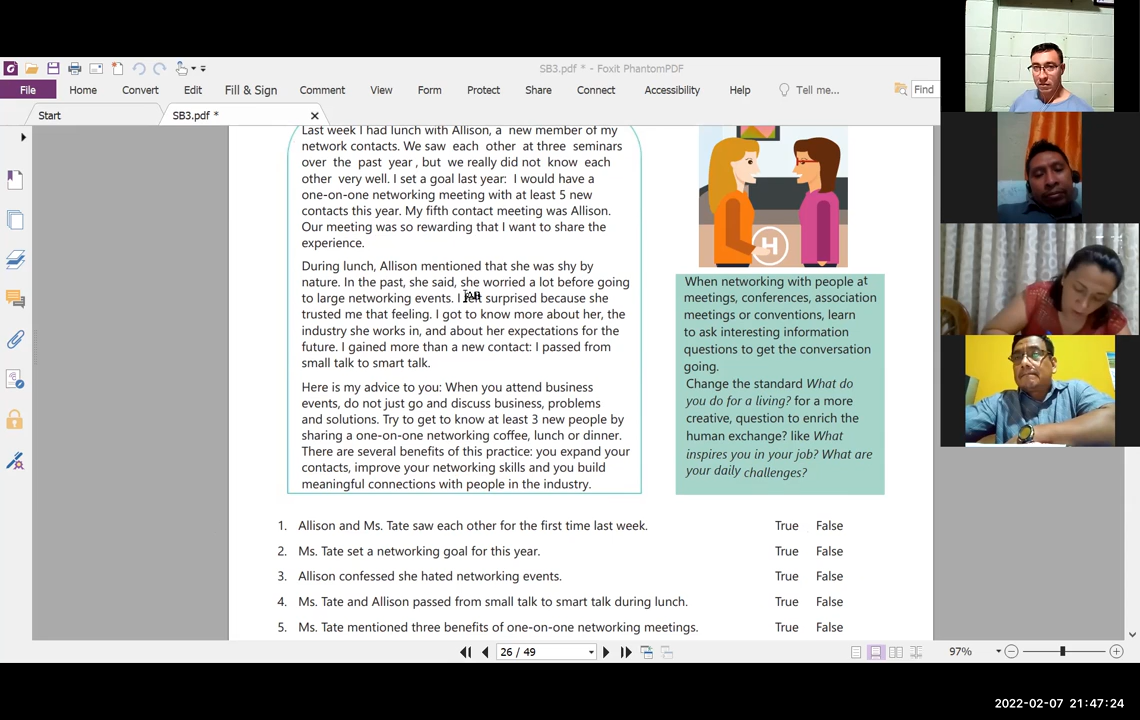 SB3.pdf * - Foxit PhantomPDF
File Home Convert Edit Fill & Sign Comment View Form Protect Share Connect Accessibility Help Tell me... Find
Start SB3.pdf *
Last week I had lunch with Allison, a new member of my
network contacts. We saw each other at three seminars
over the past year, but we really did not know each
other very well. I set a goal last year: I would have a
one-on-one networking meeting with at least 5 new
contacts this year. My fifth contact meeting was Allison.
Our meeting was so rewarding that I want to share the
experience.
During lunch, Allison mentioned that she was shy by
nature. In the past, she said, she worried a lot before going
to large networking events. I surprised because she
trusted me that feeling. I got to know more about her, the
industry she works in, and about her expectations for the
future. I gained more than a new contact: I passed from
small talk to smart talk.
Here is my advice to you: When you attend business
events, do not just go and discuss business, problems
and solutions. Try to get to know at least 3 new people by
sharing a one-on-one networking coffee, lunch or dinner.
There are several benefits of this practice: you expand your
contacts, improve your networking skills and you build
meaningful connections with people in the industry.
H
When networking with people at
meetings, conferences, association
meetings or conventions, learn
to ask interesting information
questions to get the conversation
going.
Change the standard What do
you do for a living? for a more
creative, question to enrich the
human exchange? like What
inspires you in your job? What are
your daily challenges?
1. Allison and Ms. Tate saw each other for the first time last week. True False
2. Ms. Tate set a networking goal for this year. True False
3. Allison confessed she hated networking events. True False
4. Ms. Tate and Allison passed from small talk to smart talk during lunch. True False
5. Ms. Tate mentioned three benefits of one-on-one networking meetings. True False
26 / 49
97%
2022-02-07 21:47:24